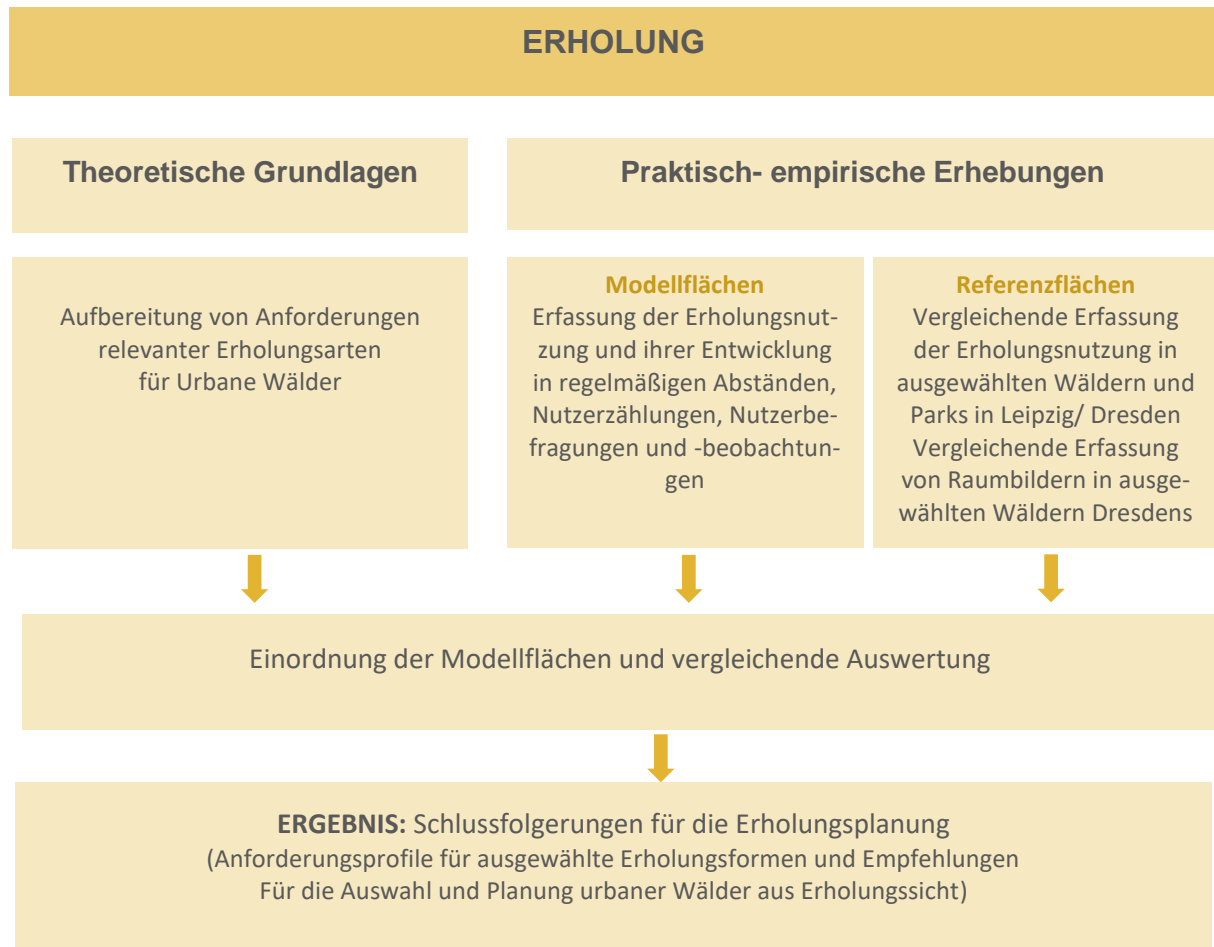 ERHOLUNG
Theoretische Grundlagen
Praktisch- empirische Erhebungen
Aufbereitung von Anforderungen
relevanter Erholungsarten
für Urbane Wälder
Modellflächen
Erfassung der Erholungsnut-
zung und ihrer Entwicklung
in regelmäßigen Abständen,
Nutzerzählungen, Nutzerbe-
fragungen und -beobachtun-
gen
Referenzflächen
Vergleichende Erfassung
der Erholungsnutzung in
ausgewählten Wäldern und
Parks in Leipzig/ Dresden
Vergleichende Erfassung
von Raumbildern in ausge-
wählten Wäldern Dresdens
Einordnung der Modellflächen und vergleichende Auswertung
ERGEBNIS: Schlussfolgerungen für die Erholungsplanung
(Anforderungsprofile für ausgewählte Erholungsformen und Empfehlungen
Für die Auswahl und Planung urbaner Wälder aus Erholungssicht)